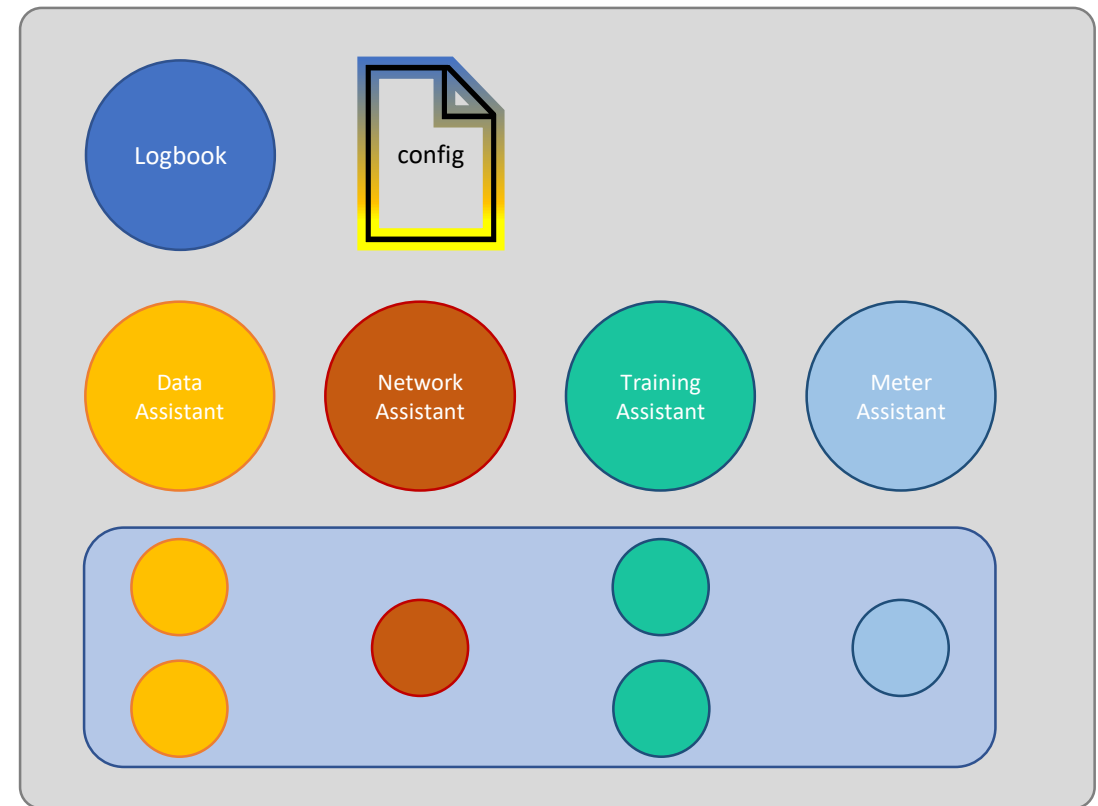 Logbook
config
Data
Assistant
Network
Assistant
Training
Assistant
Meter
Assistant